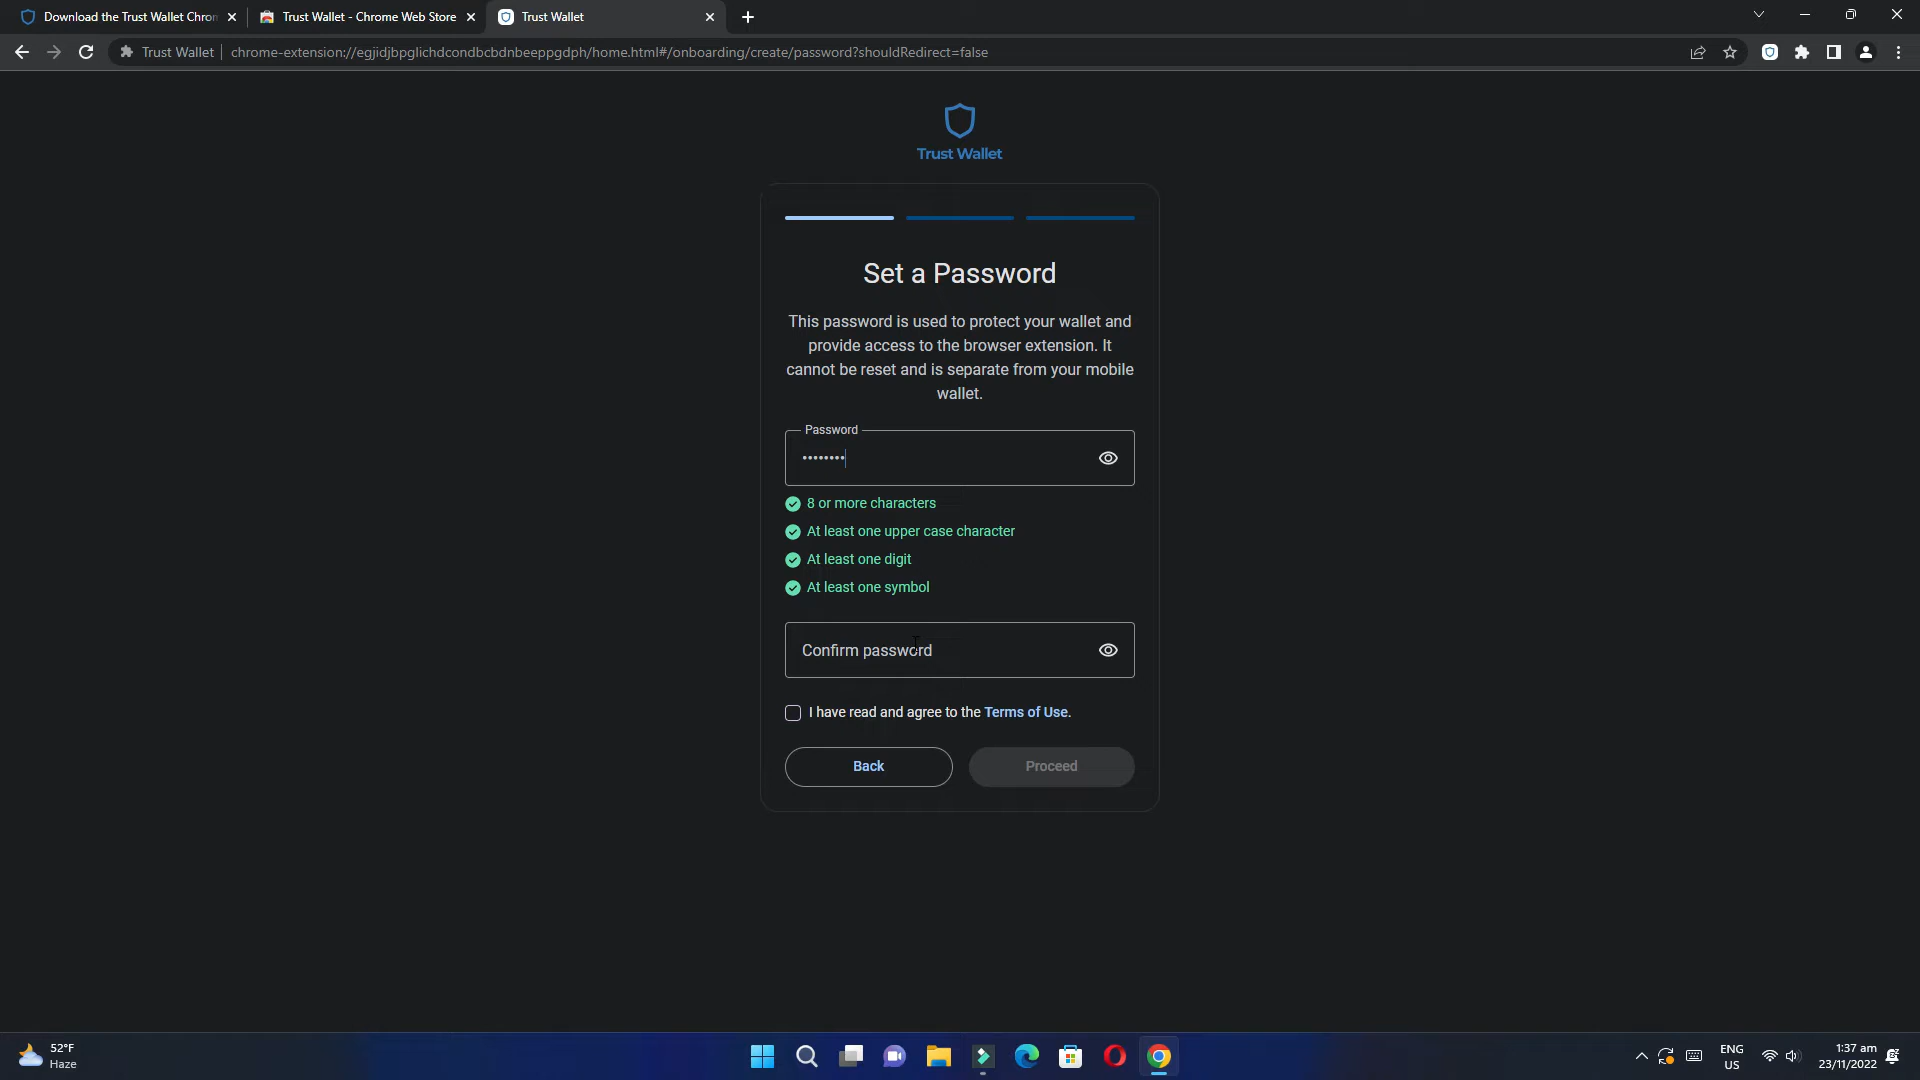 Download the Trust Wallet Chro
Trust Wallet - Chrome Web Store
Trust Wallet
Trust Wallet
chrome-extension://egjidjbpglichdcondbcbdnbeeppgdph/home.html#/onboarding/create/password?shouldRedirect=false
Trust Wallet
Set a Password
This password is used to protect your wallet and
provide access to the browser extension. It
cannot be reset and is separate from your mobile
wallet.
Password
••••••••
8 or more characters
At least one upper case character
At least one digit
At least one symbol
Confirm password
I have read and agree to the Terms of Use.
Back
Proceed
52°F
Haze
ENG
US
1:37 am
23/11/2022